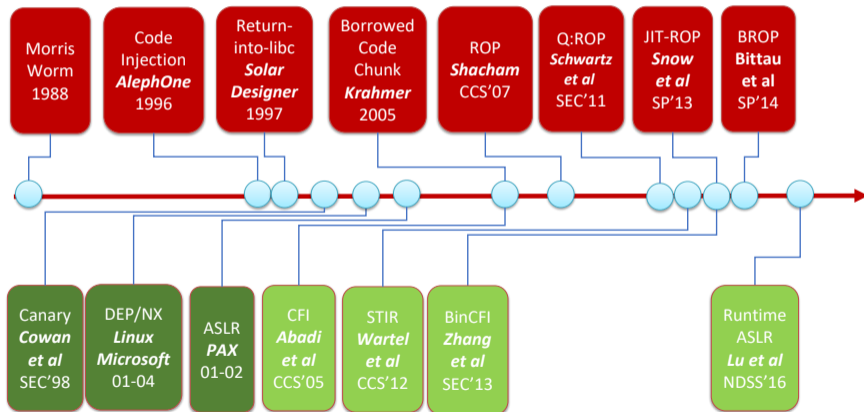 Morris
Worm
1988
Code
Injection
AlephOne
1996
Return-
into-libc
Solar
Designer
1997
Borrowed
Code
Chunk
Krahmer
2005
ROP
Shacham
CCS’07
Q:ROP
Schwartz
et al
SEC’11
JIT-ROP
Snow
et al
SP’13
BROP
Bittau
et al
SP’14
Canary
Cowan
et al
SEC’98
DEP/NX
Linux
Microsoft
01-04
ASLR
PAX
01-02
CFI
Abadi
et al
CCS’05
STIR
Wartel
et al
CCS’12
BinCFI
Zhang
et al
SEC’13
Runtime
ASLR
Lu et al
NDSS’16